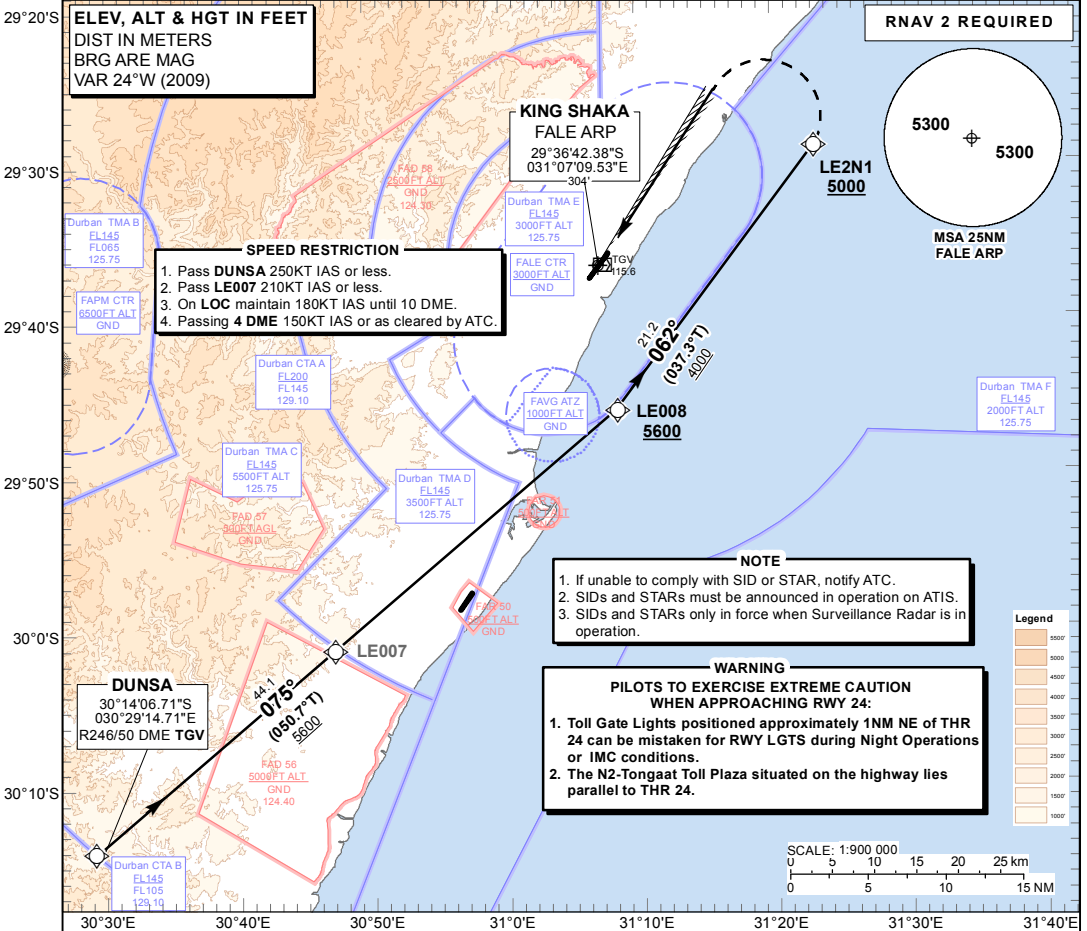 ELEV, ALT & HGT IN FEET
DIST IN METERS
BRG ARE MAG
VAR 24°W (2009)
RNAV 2 REQUIRED
5300
5300
MSA 25NM
FALE ARP
29°20'S
29°30'S
29°40'S
29°50'S
30°00'S
30°10'S
KING SHAKA
FALE ARP
29°36'42.38"S
031°07'09.53"E
304'
TGV
115.6
LE2N1
5000
FAD 58
2500FT ALT
GND
124.30
Durban TMA E
FL145
3000FT ALT
125.75
FALE CTR
3000FT ALT
GND
Durban TMA B
FL145
FL065
125.75
FAPM CTR
6500FT ALT
GND
SPEED RESTRICTION
1. Pass DUNSA 250KT IAS or less.
2. Pass LE007 210KT IAS or less.
3. On LOC maintain 180KT IAS until 10 DME.
4. Passing 4 DME 150KT IAS or as cleared by ATC.
21.2
062°
(037.3°T)
4000
Durban CTA A
FL200
FL145
129.10
FAVG ATZ
1000FT ALT
GND
LE008
5600
Durban TMA F
FL145
2000FT ALT
125.75
Durban TMA C
FL145
5500FT ALT
125.75
Durban TMA D
FL145
3500FT ALT
125.75
FAD 57
500FT AGL
GND
FAR 50
GND
NOTE
1. If unable to comply with SID or STAR, notify ATC.
2. SIDs and STARs must be announced in operation on ATIS.
3. SIDs and STARs only in force when Surveillance Radar is in
operation.
LE007
44.1
075°
(050.7°T)
5600
DUNSA
30°14'06.71"S
030°29'14.71"E
R246/50 DME TGV
FAD 56
5000FT ALT
GND
124.40
WARNING
PILOTS TO EXERCISE EXTREME CAUTION
WHEN APPROACHING RWY 24:
1. Toll Gate Lights positioned approximately 1NM NE of THR
24 can be mistaken for RWY LGTS during Night Operations
or IMC conditions.
2. The N2-Tongaat Toll Plaza situated on the highway lies
parallel to THR 24.
Legend
5500'
5000
4500'
4000'
3500'
3000'
2500'
2000'
1500'
1000'
Durban CTA B
FL145
FL105
129.10
SCALE: 1:900 000
0 5 10 15 20 25 km
0 5 10 15 NM
30°30'E 30°40'E 30°50'E 31°0'E 31°10'E 31°20'E 31°30'E 31°40'E